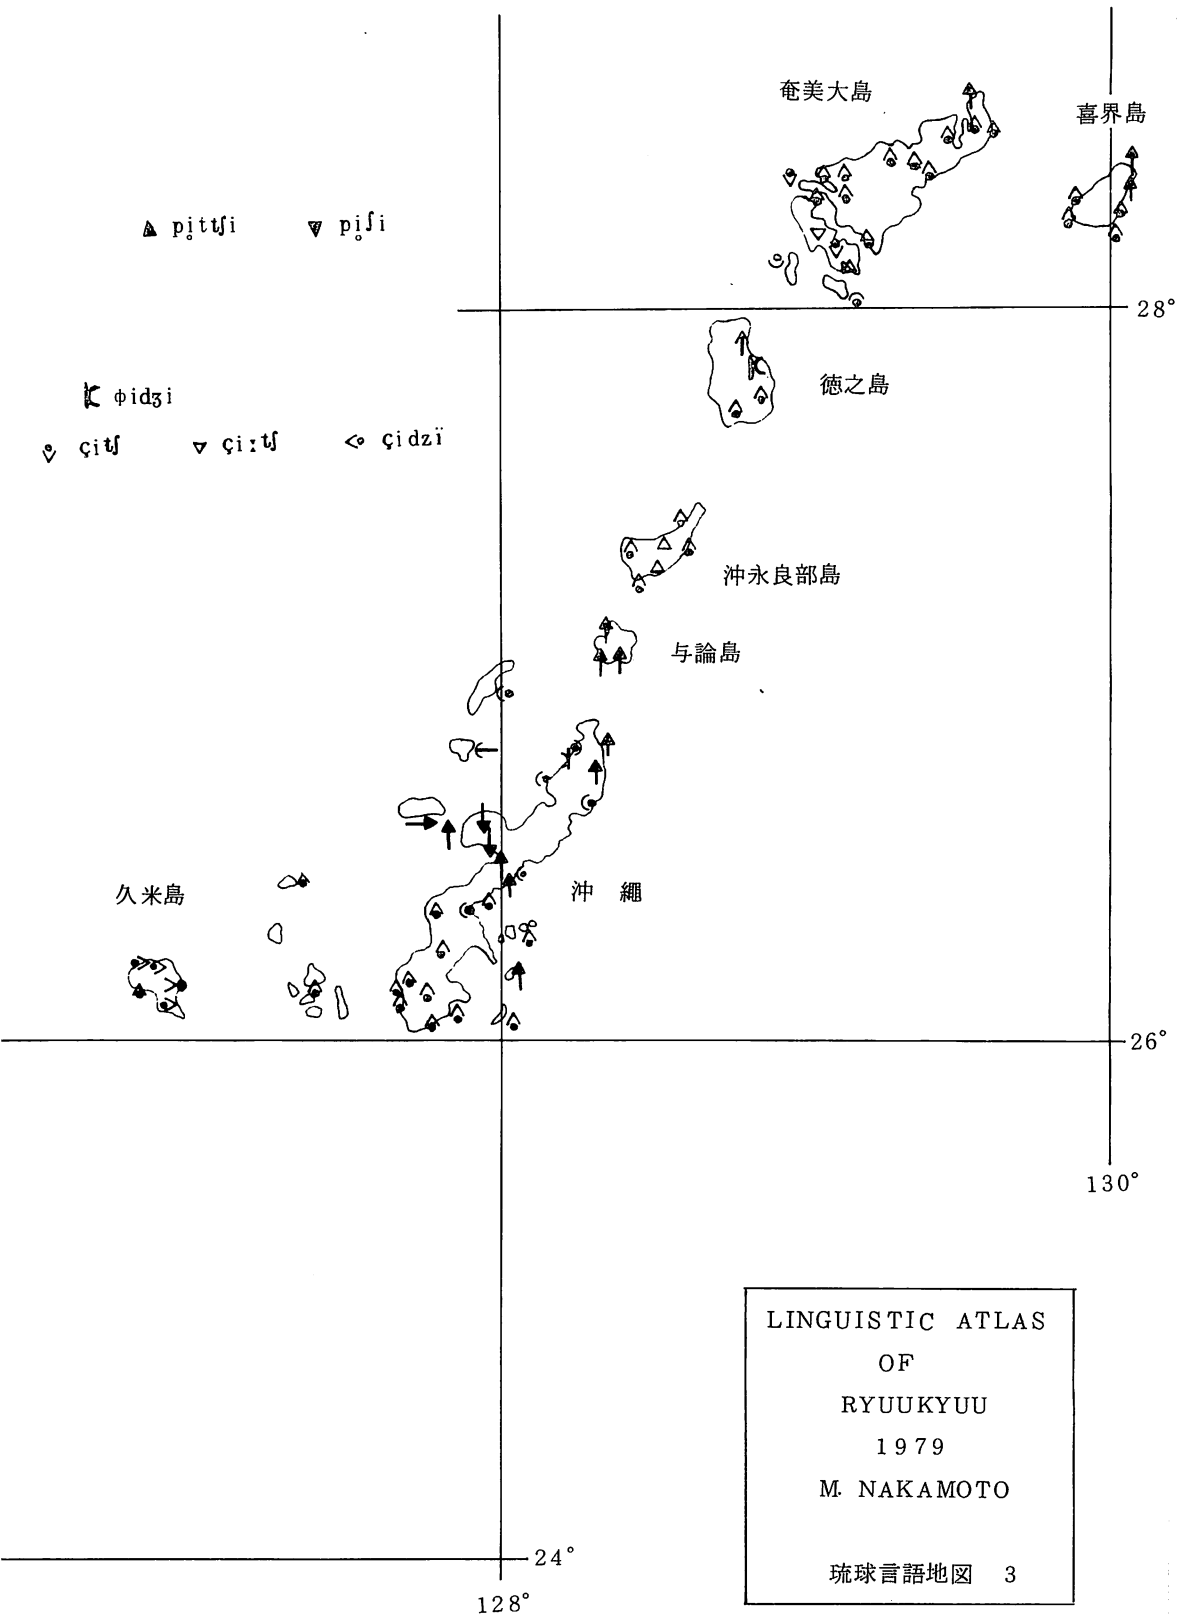 奄美大島
喜界島
pi̥ttʃi
pi̥ʃi
28°
徳之島
ɸidʒi
çitʃ
çiːtʃ
çidzï
沖永良部島
与論島
久米島
沖縄
26°
130°
LINGUISTIC ATLAS
OF
RYUUKYUU
1979
M. NAKAMOTO
24°
琉球言語地図 3
128°